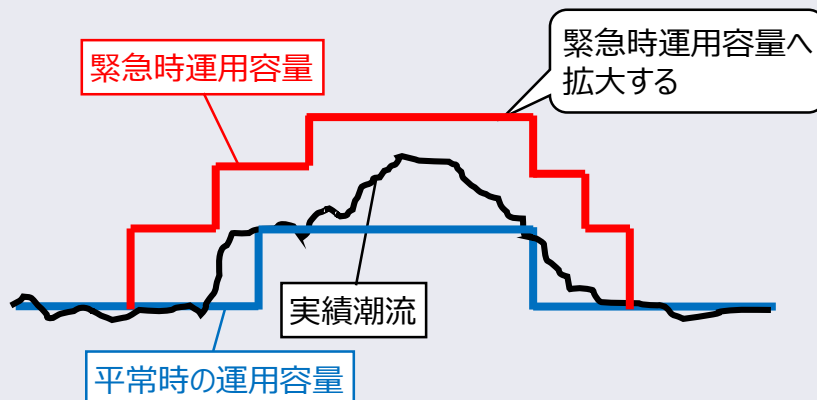 緊急時運用容量へ
拡大する
緊急時運用容量
実績潮流
平常時の運用容量